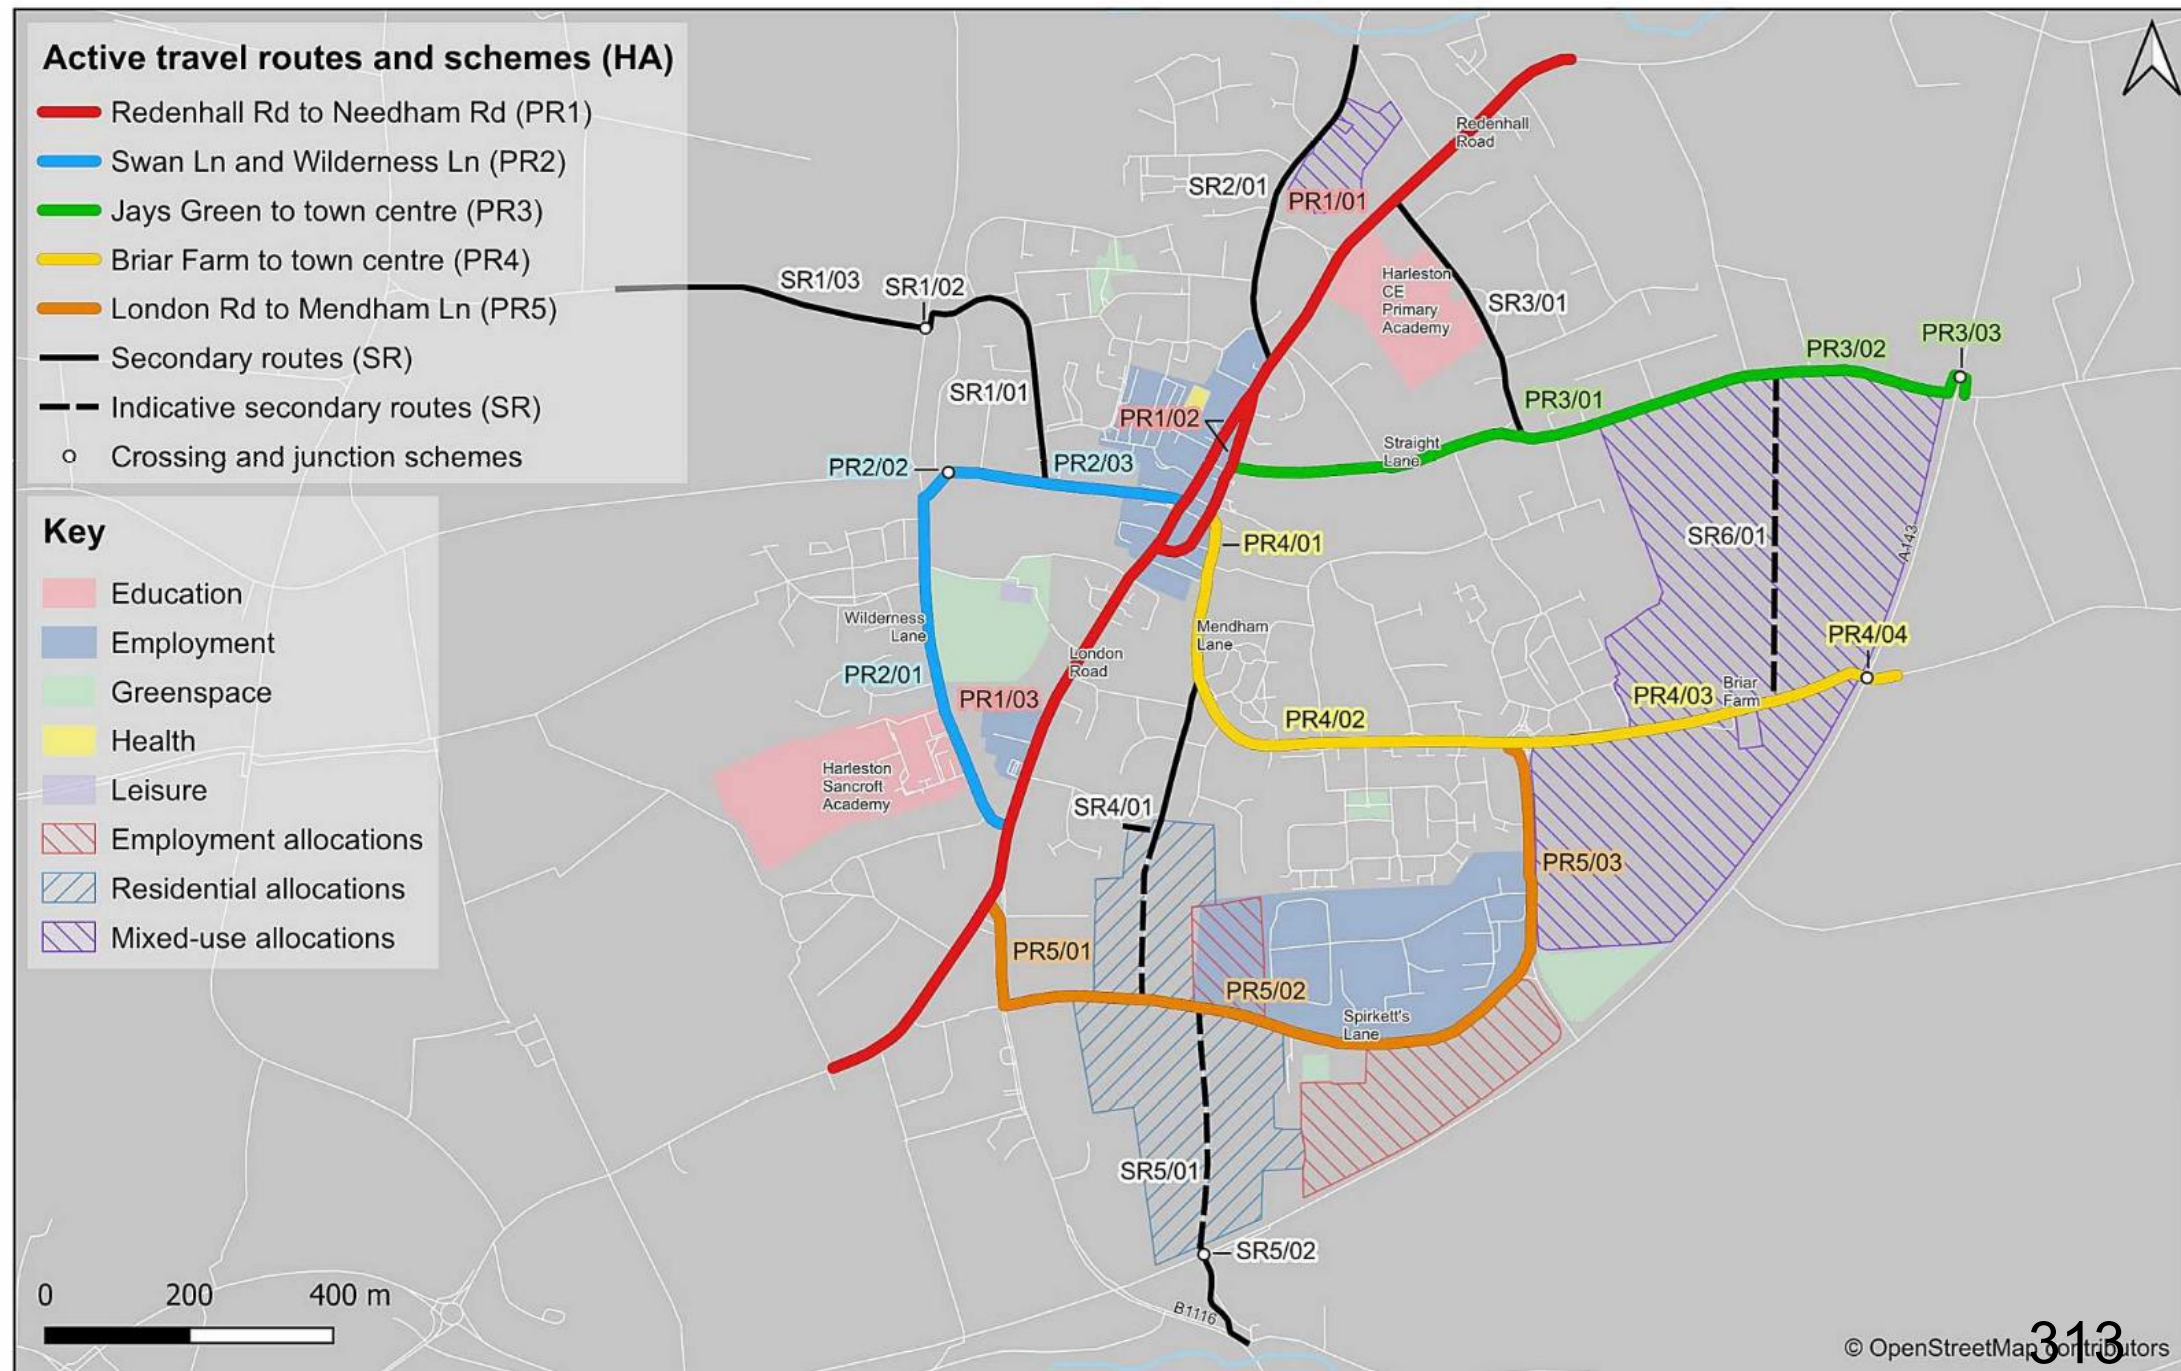 Active travel routes and schemes (HA)
Redenhall Rd to Needham Rd (PR1)
Swan Ln and Wilderness Ln (PR2)
Jays Green to town centre (PR3)
Briar Farm to town centre (PR4)
London Rd to Mendham Ln (PR5)
Secondary routes (SR)
Indicative secondary routes (SR)
Crossing and junction schemes
Key
Education
Employment
Greenspace
Health
Leisure
Employment allocations
Residential allocations
Mixed-use allocations
Redenhall
Road
SR2/01
PR1/01
SR1/03
SR1/02
Harleston
CE
Primary
Academy
SR3/01
PR3/03
PR3/02
SR1/01
PR1/02
PR3/01
Straight
Lane
PR2/02
PR2/03
PR4/01
SR6/01
A143
Wilderness
Lane
Mendham
Lane
PR4/04
London
Road
PR2/01
PR1/03
PR4/03
Briar
Farm
PR4/02
Harleston
Sancroft
Academy
SR4/01
PR5/03
PR5/01
PR5/02
Spirkett's
Lane
SR5/01
SR5/02
B1116
0 200 400 m
© OpenStreetMap contributors
313